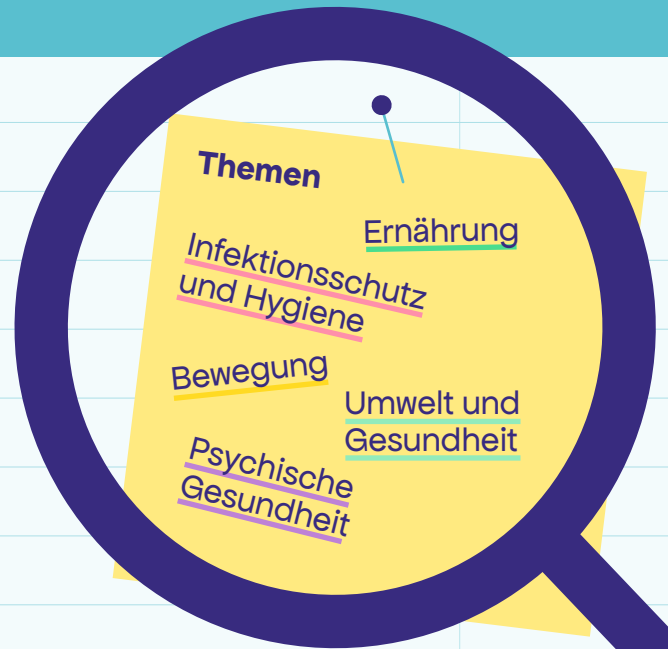 Themen
Ernährung
Infektionsschutz
und Hygiene
Bewegung
Umwelt und
Gesundheit
Psychische
Gesundheit